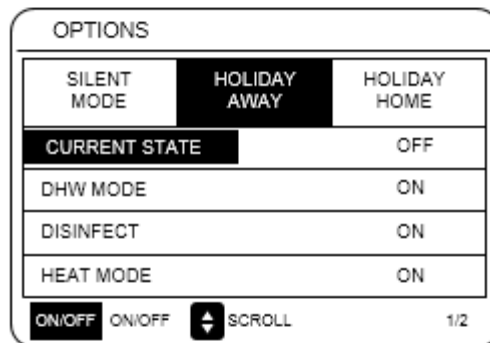 OPTIONS
SILENT MODE
HOLIDAY AWAY
HOLIDAY HOME
CURRENT STATE OFF
DHW MODE ON
DISINFECT ON
HEAT MODE ON
ON/OFF ON/OFF SCROLL 1/2